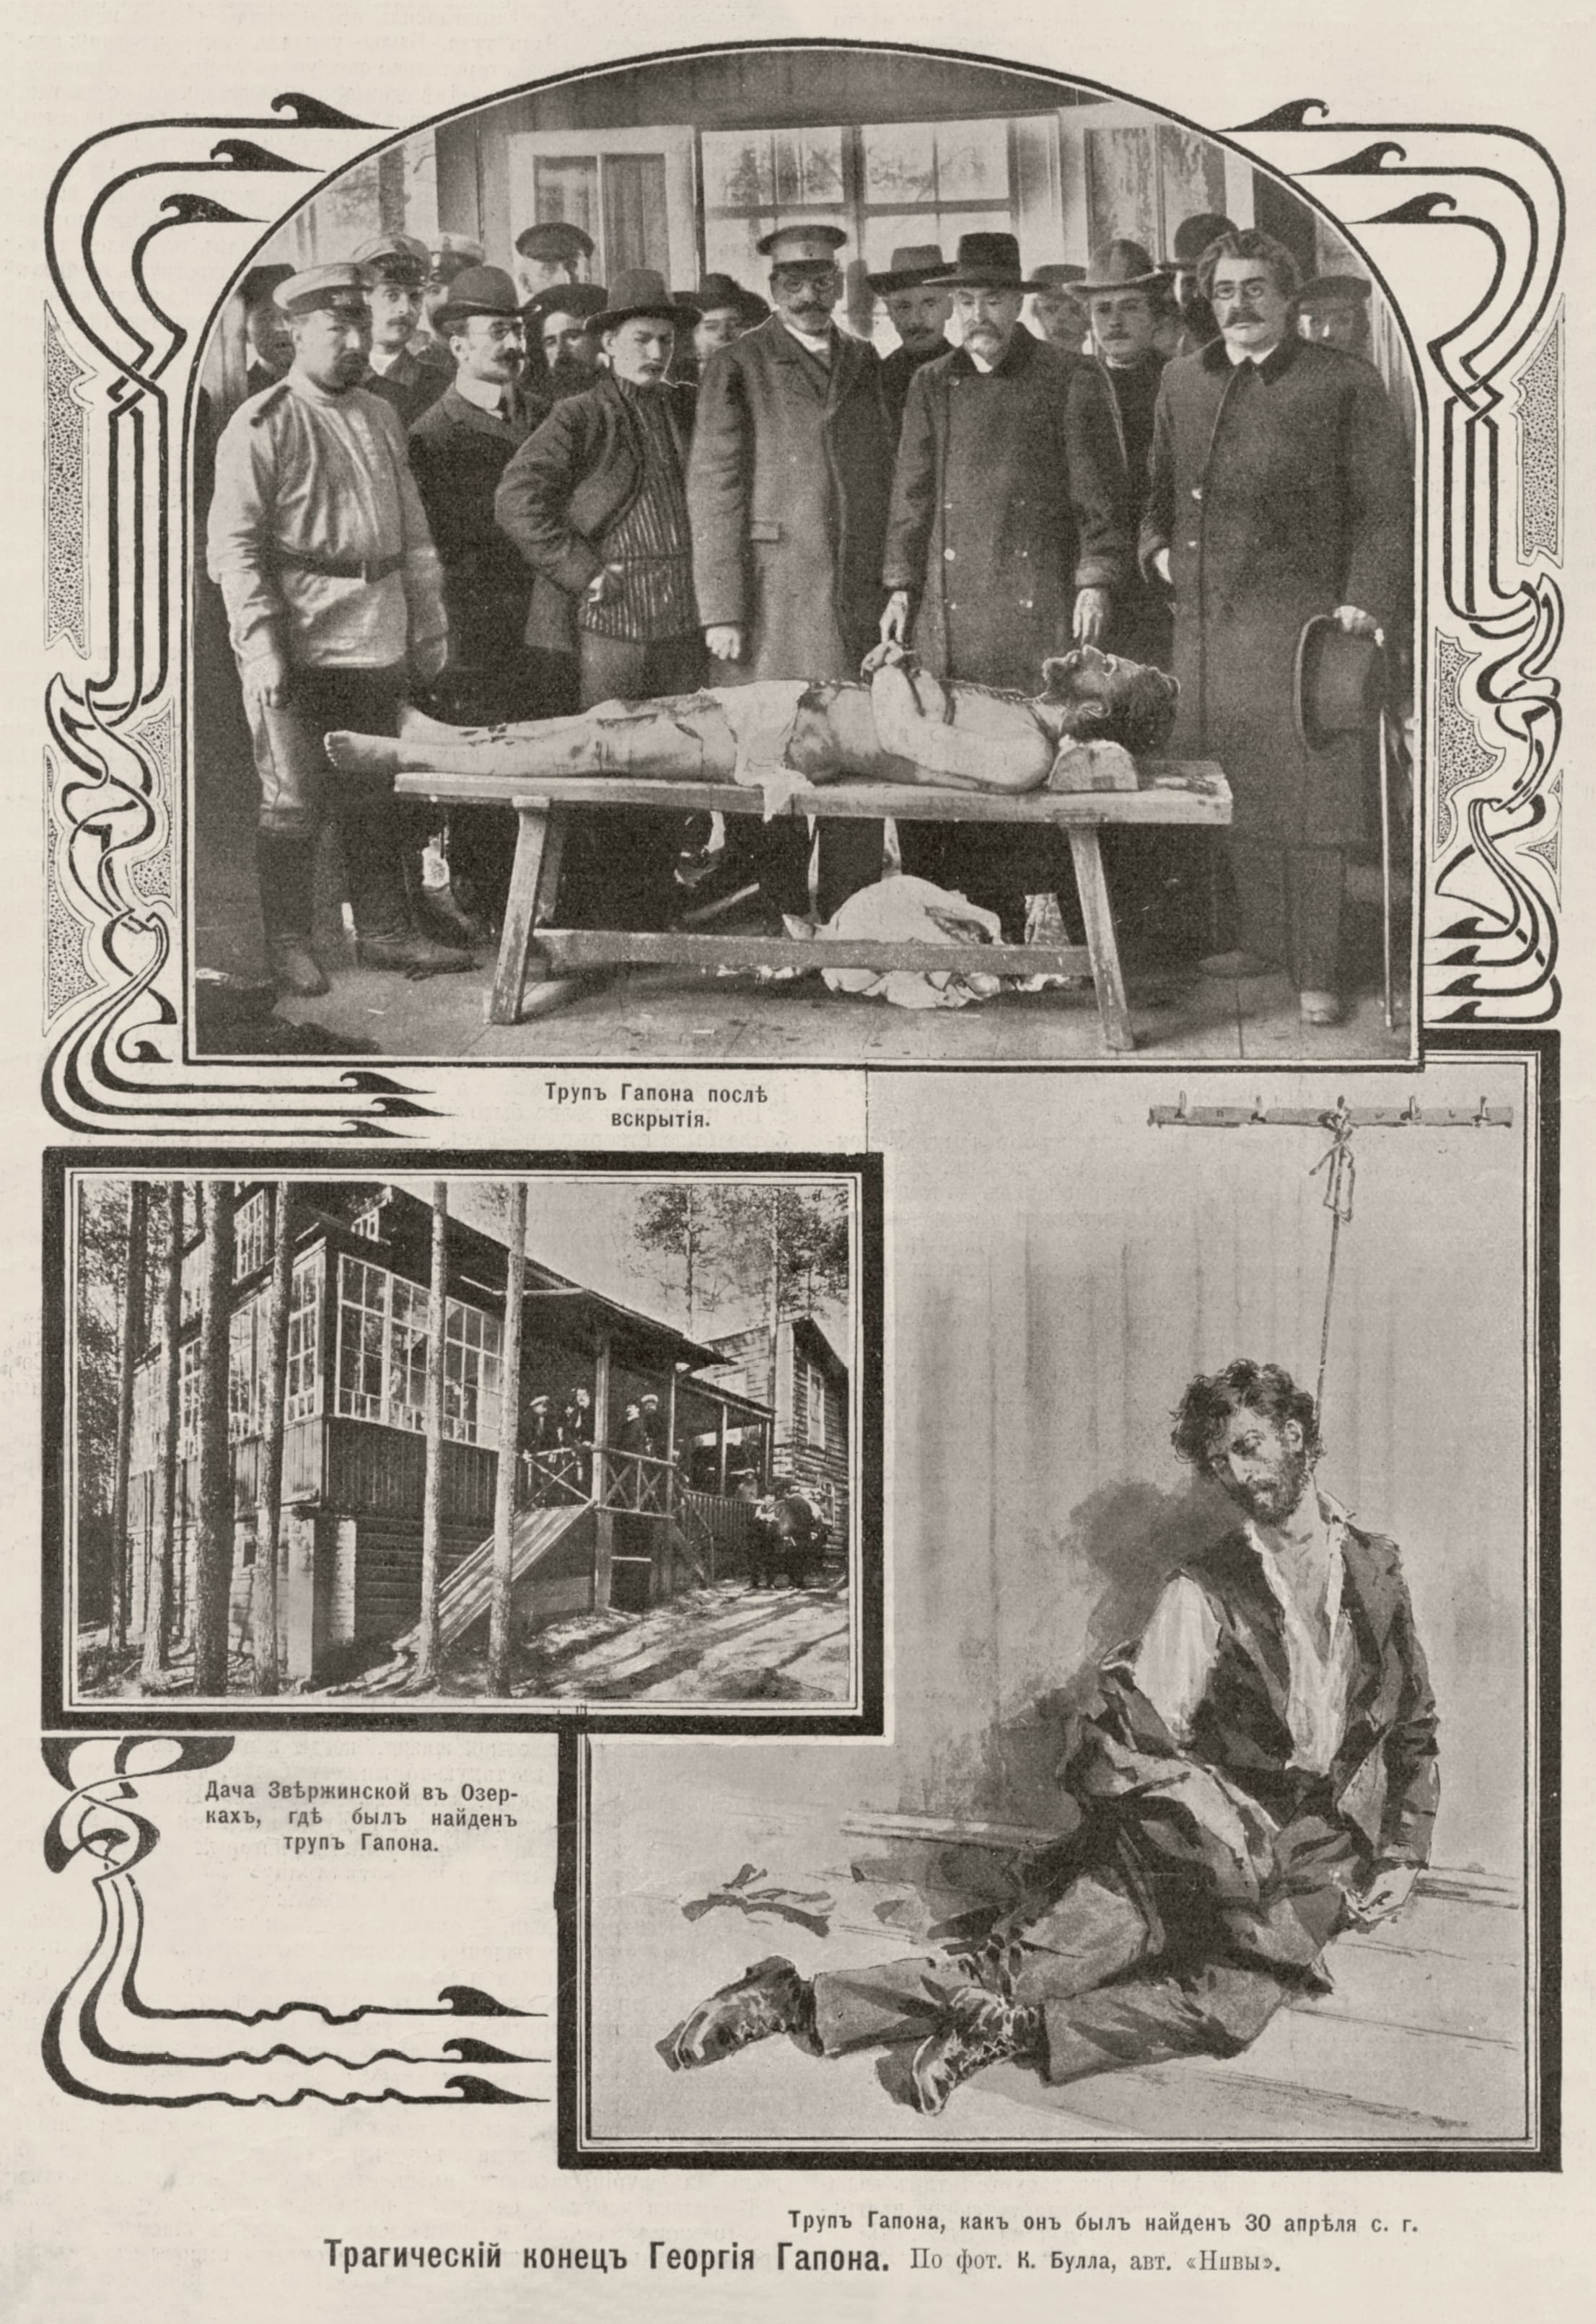 Трупъ Гапона послѣ
вскрытія.
Дача Звѣржинской въ Озер-
кахъ, гдѣ былъ найденъ
трупъ Гапона.
Трупъ Гапона, какъ онъ былъ найденъ 30 апрѣля с. г.
Трагическій конецъ Георгія Гапона. По фот. К. Булла, авт. «Нивы».